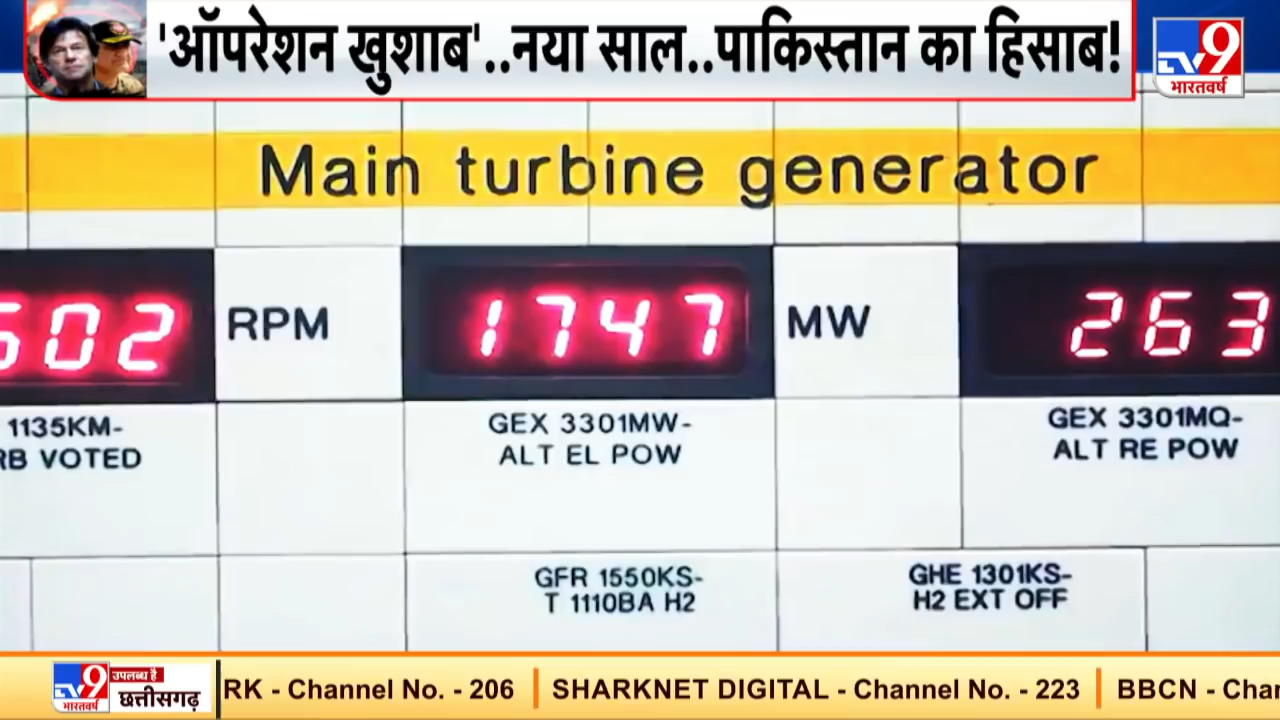 'ऑपरेशन खुशाब'..नया साल..पाकिस्तान का हिसाब!
TV9
भारतवर्ष
Main turbine generator
602 RPM 1747 MW 263
1135KM-
RB VOTED
GEX 3301MW-
ALT EL POW
GEX 3301MQ-
ALT RE POW
GFR 1550KS-
T 1110BA H2
GHE 1301KS-
H2 EXT OFF
TV9
भारतवर्ष
उपलब्ध है
छत्तीसगढ़
RK - Channel No. - 206 | SHARKNET DIGITAL - Channel No. - 223 | BBCN - Chan